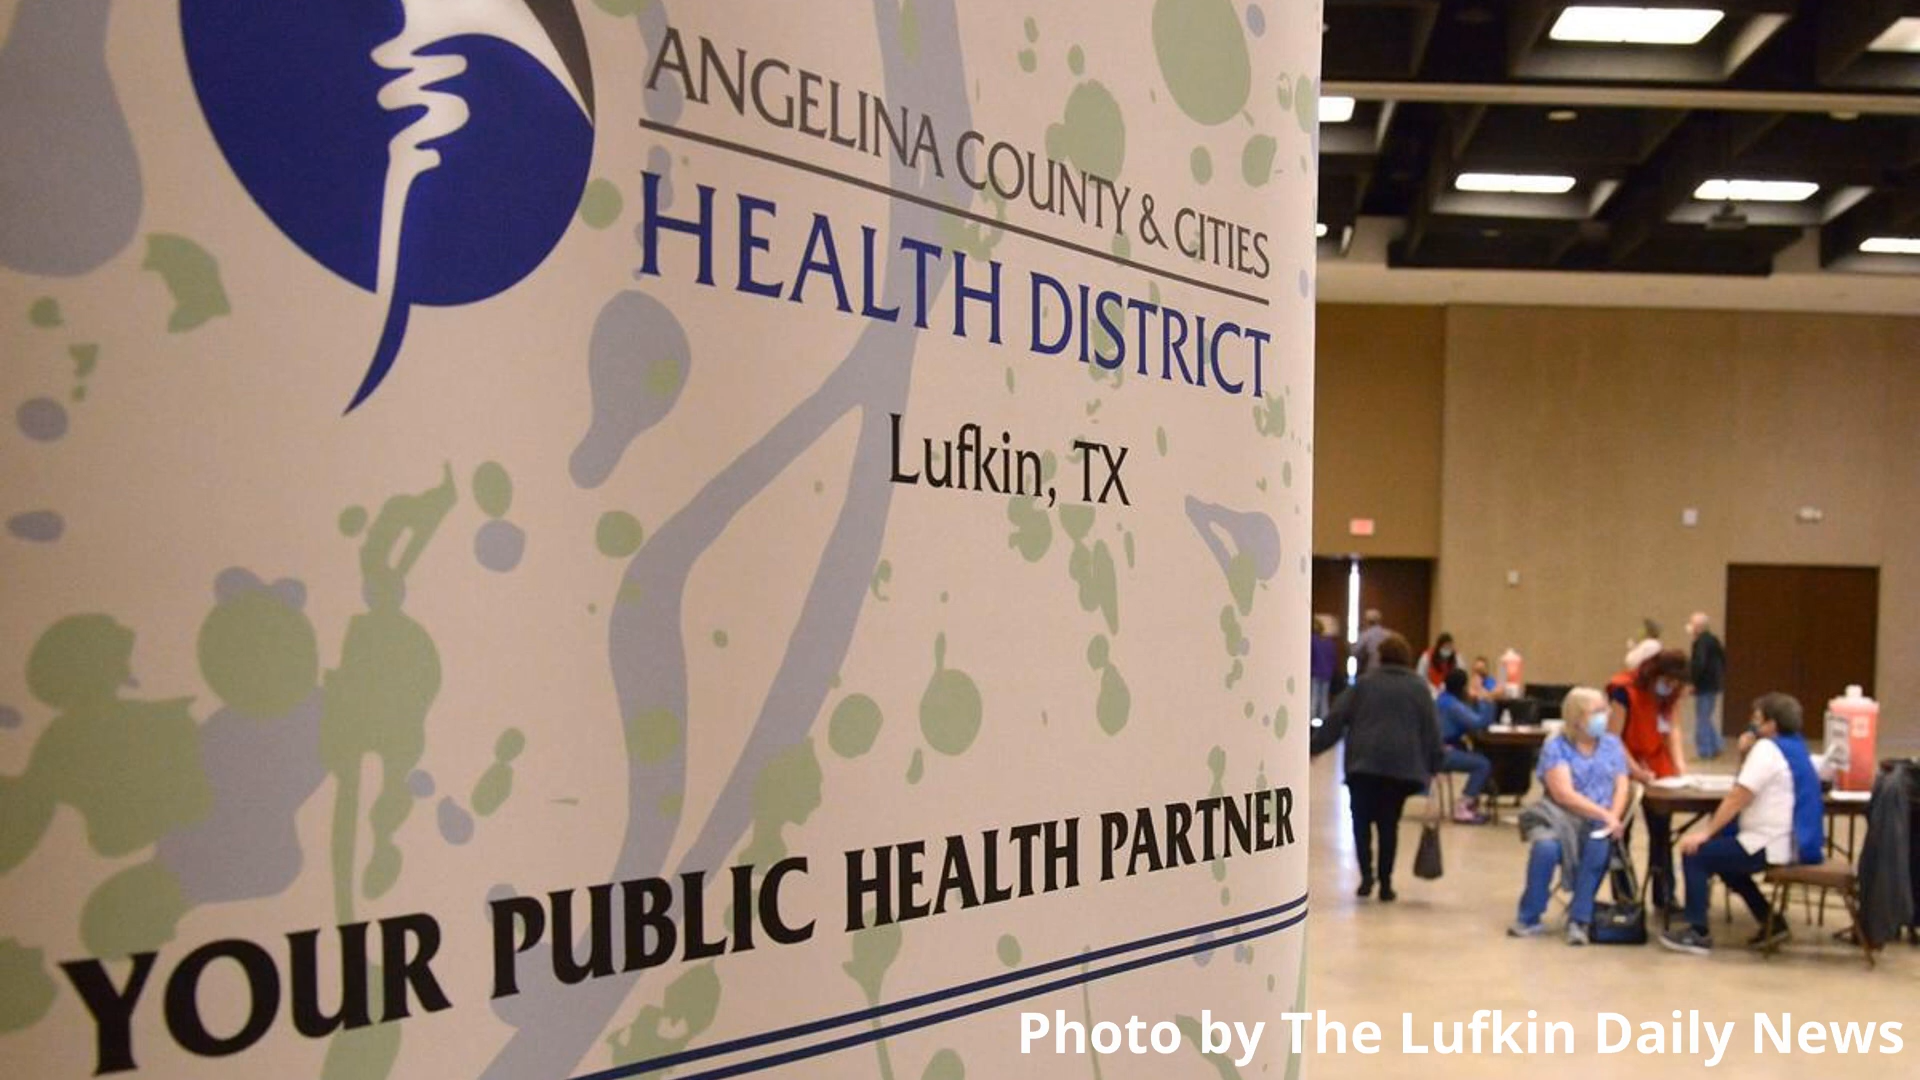 ANGELINA COUNTY & CITIES
HEALTH DISTRICT
Lufkin, TX
YOUR PUBLIC HEALTH PARTNER
Photo by The Lufkin Daily News